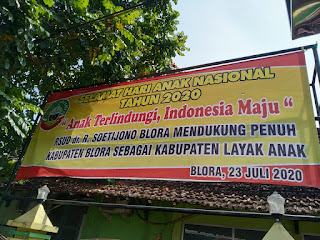 SELAMAT HARI ANAK NASIONAL
TAHUN 2020
"Anak Terlindungi, Indonesia Maju"
RSUD dr. R. SOETIJONO BLORA MENDUKUNG PENUH
KABUPATEN BLORA SEBAGAI KABUPATEN LAYAK ANAK
BLORA, 23 JULI 2020